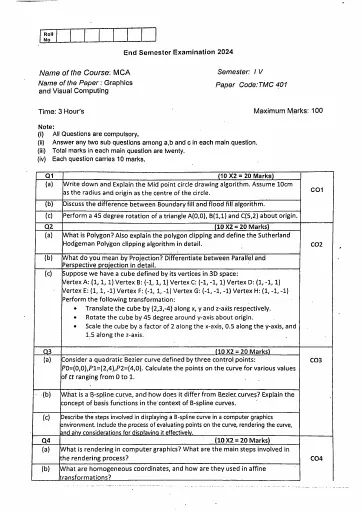 Roll
No
End Semester Examination 2024
Name of the Course: MCA
Semester: I V
Name of the Paper : Graphics
and Visual Computing
Paper Code:TMC 401
Time: 3 Hour's
Maximum Marks: 100
Note:
(i) All Questions are compulsory.
(ii) Answer any two sub questions among a,b and c in each main question.
(iii) Total marks in each main question are twenty.
(iv) Each question carries 10 marks.
Q1 (10 X2 = 20 Marks)
(a) Write down and Explain the Mid point circle drawing algorithm. Assume 10cm
as the radius and origin as the centre of the circle.
CO1
(b) Discuss the difference between Boundary fill and flood fill algorithm.
(c) Perform a 45 degree rotation of a triangle A(0,0), B(1,1) and C(5,2) about origin.
Q2 (10 X2 = 20 Marks)
(a) What is Polygon? Also explain the polygon clipping and define the Sutherland
Hodgeman Polygon clipping algorithm in detail.
CO2
(b) What do you mean by Projection? Differentiate between Parallel and
Perspective projection in detail.
(c) Suppose we have a cube defined by its vertices in 3D space:
Vertex A: (1, 1, 1) Vertex B: (-1, 1, 1) Vertex C: (-1, -1, 1) Vertex D: (1, -1, 1)
Vertex E: (1, 1, -1) Vertex F: (-1, 1, -1) Vertex G: (-1, -1, -1) Vertex H: (1, -1, -1)
Perform the following transformation:
• Translate the cube by (2,3,-4) along x, y and z-axis respectively.
• Rotate the cube by 45 degree around y-axis about origin.
• Scale the cube by a factor of 2 along the x-axis, 0.5 along the y-axis, and
1.5 along the z-axis.
Q3 (10 X2 = 20 Marks)
(a) Consider a quadratic Bezier curve defined by three control points:
P0=(0,0),P1=(2,4),P2=(4,0). Calculate the points on the curve for various values
of tt ranging from 0 to 1.
CO3
(b) What is a B-spline curve, and how does it differ from Bezier curves? Explain the
concept of basis functions in the context of B-spline curves.
(c) Describe the steps involved in displaying a B-spline curve in a computer graphics
environment. Include the process of evaluating points on the curve, rendering the curve,
and any considerations for displaying it effectively.
Q4 (10 X2 = 20 Marks)
(a) What is rendering in computer graphics? What are the main steps involved in
the rendering process?
CO4
(b) What are homogeneous coordinates, and how are they used in affine
transformations?